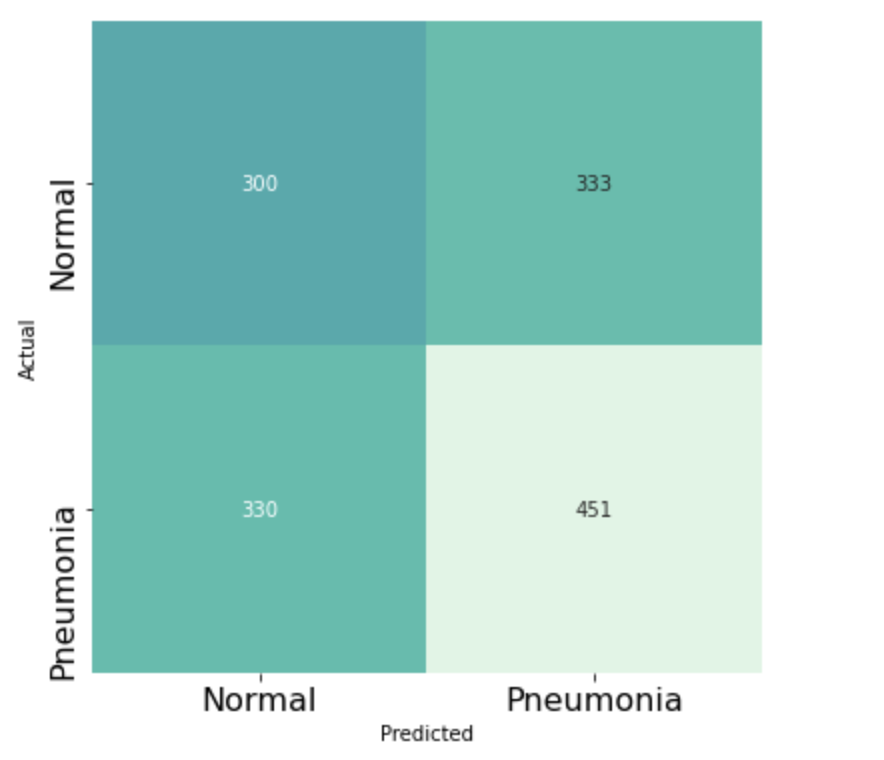 Normal
300
333
Actual
Pneumonia
330
451
Normal
Pneumonia
Predicted